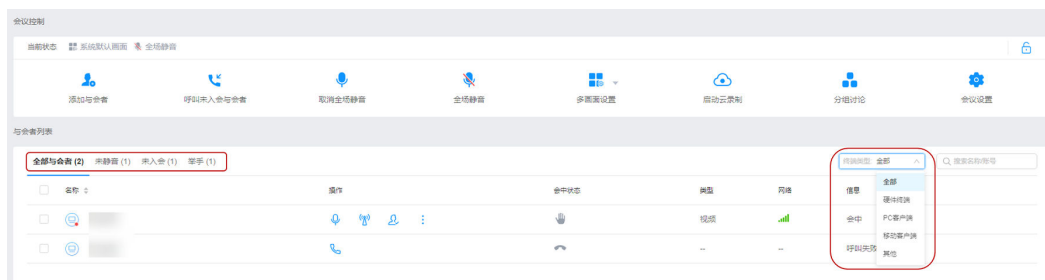 会议控制
当前状态 系统默认画面 全场静音
添加与会者 呼叫未入会与会者 取消全场静音 全场静音 多画面设置 启动云录制 分组讨论 会议设置
与会者列表
全部与会者 (2) 未静音 (1) 未入会 (1) 举手 (1) 终端类型: 全部 搜索名称/账号
名称 操作 会中状态 类型 网络 信息
全部
硬件终端
视频 会中 PC客户端
移动客户端
-- -- 呼叫失败 其他